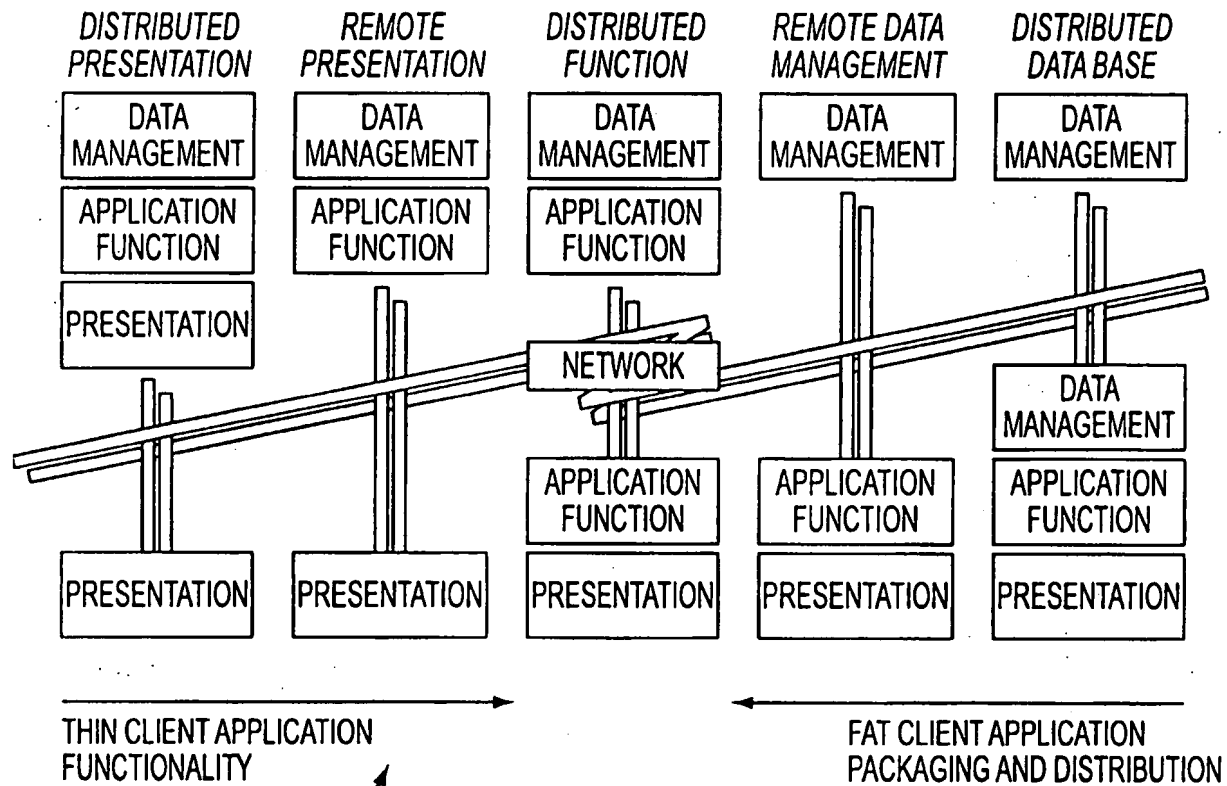 DISTRIBUTED
PRESENTATION
REMOTE
PRESENTATION
DISTRIBUTED
FUNCTION
REMOTE DATA
MANAGEMENT
DISTRIBUTED
DATA BASE
DATA
MANAGEMENT
DATA
MANAGEMENT
DATA
MANAGEMENT
DATA
MANAGEMENT
DATA
MANAGEMENT
APPLICATION
FUNCTION
APPLICATION
FUNCTION
APPLICATION
FUNCTION
PRESENTATION
NETWORK
DATA
MANAGEMENT
APPLICATION
FUNCTION
APPLICATION
FUNCTION
APPLICATION
FUNCTION
PRESENTATION
PRESENTATION
PRESENTATION
PRESENTATION
PRESENTATION
THIN CLIENT APPLICATION
FUNCTIONALITY
FAT CLIENT APPLICATION
PACKAGING AND DISTRIBUTION